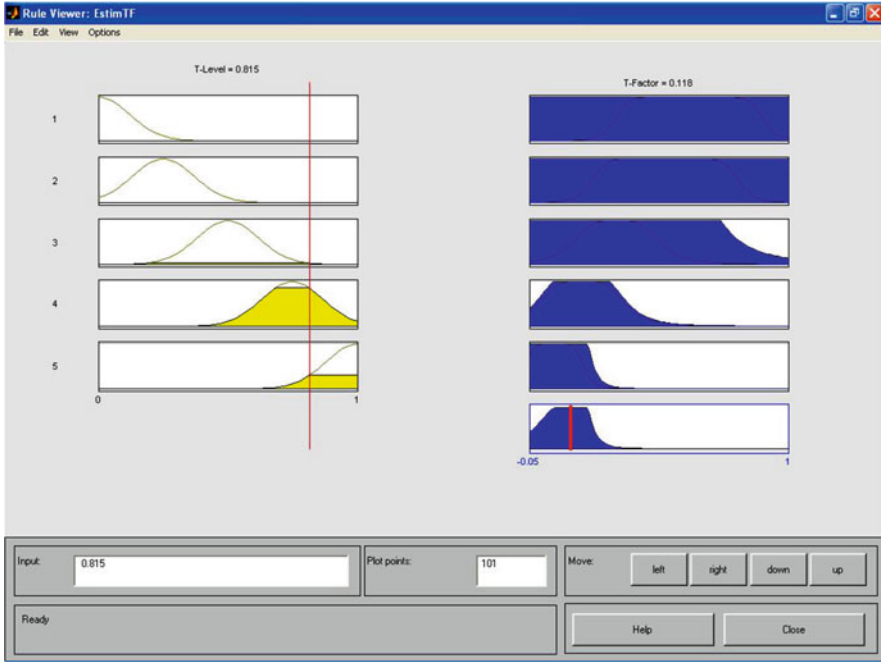 Rule Viewer: EstimTF
File Edit View Options
T-Level = 0.815
T-Factor = 0.118
1
2
3
4
5
0 1
-0.05 1
Input: 0.815
Plot points: 101
Move: left right down up
Ready
Help Close